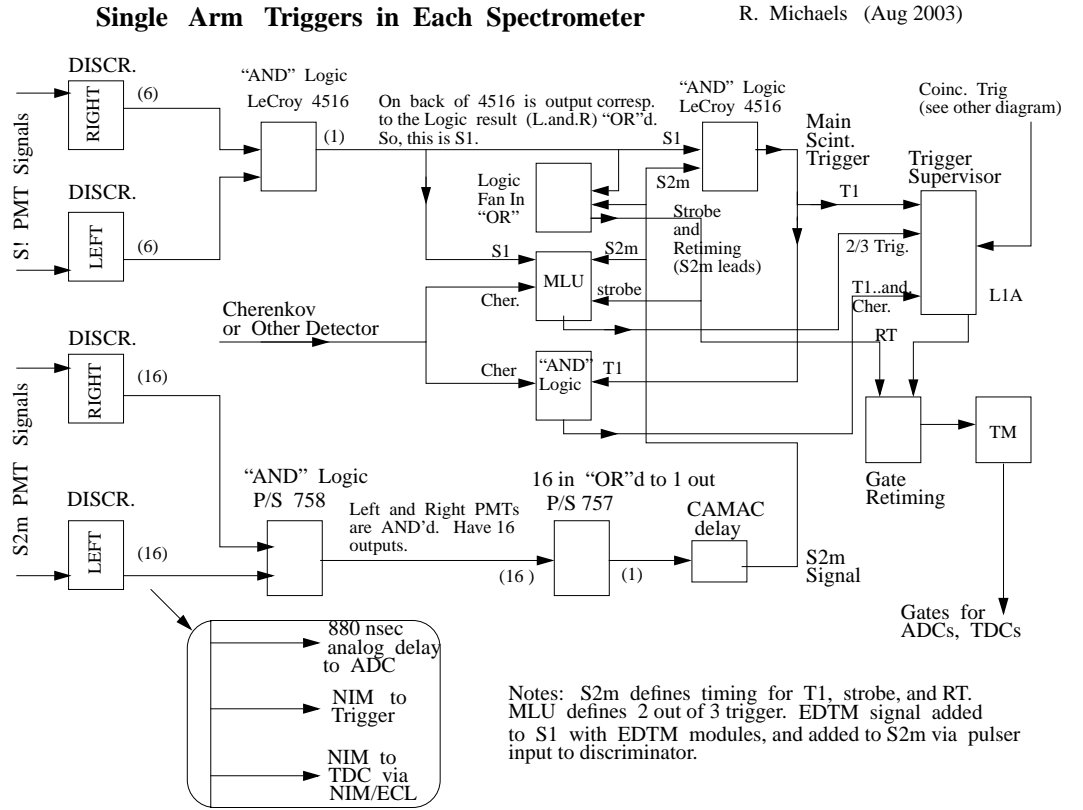 Single Arm Triggers in Each Spectrometer
R. Michaels (Aug 2003)
DISCR.
RIGHT
(6)
S! PMT Signals
DISCR.
LEFT
(6)
“AND” Logic
LeCroy 4516
(1)
On back of 4516 is output corresp.
to the Logic result (L.and.R) “OR”d.
So, this is S1.
“AND” Logic
LeCroy 4516
S1
S2m
Main
Scint.
Trigger
Coinc. Trig
(see other diagram)
Trigger
Supervisor
T1
2/3 Trig.
T1..and.
Cher.
L1A
RT
Logic
Fan In
“OR”
Strobe
and
Retiming
(S2m leads)
S1
S2m
MLU
Cher.
strobe
Cherenkov
or Other Detector
Cher
“AND”
Logic
T1
DISCR.
RIGHT
(16)
S2m PMT Signals
DISCR.
LEFT
(16)
“AND” Logic
P/S 758
Left and Right PMTs
are AND’d. Have 16
outputs.
(16 )
16 in “OR”d to 1 out
P/S 757
(1)
CAMAC
delay
S2m
Signal
Gate
Retiming
TM
Gates for
ADCs, TDCs
880 nsec
analog delay
to ADC
NIM to
Trigger
NIM to
TDC via
NIM/ECL
Notes: S2m defines timing for T1, strobe, and RT.
MLU defines 2 out of 3 trigger. EDTM signal added
to S1 with EDTM modules, and added to S2m via pulser
input to discriminator.